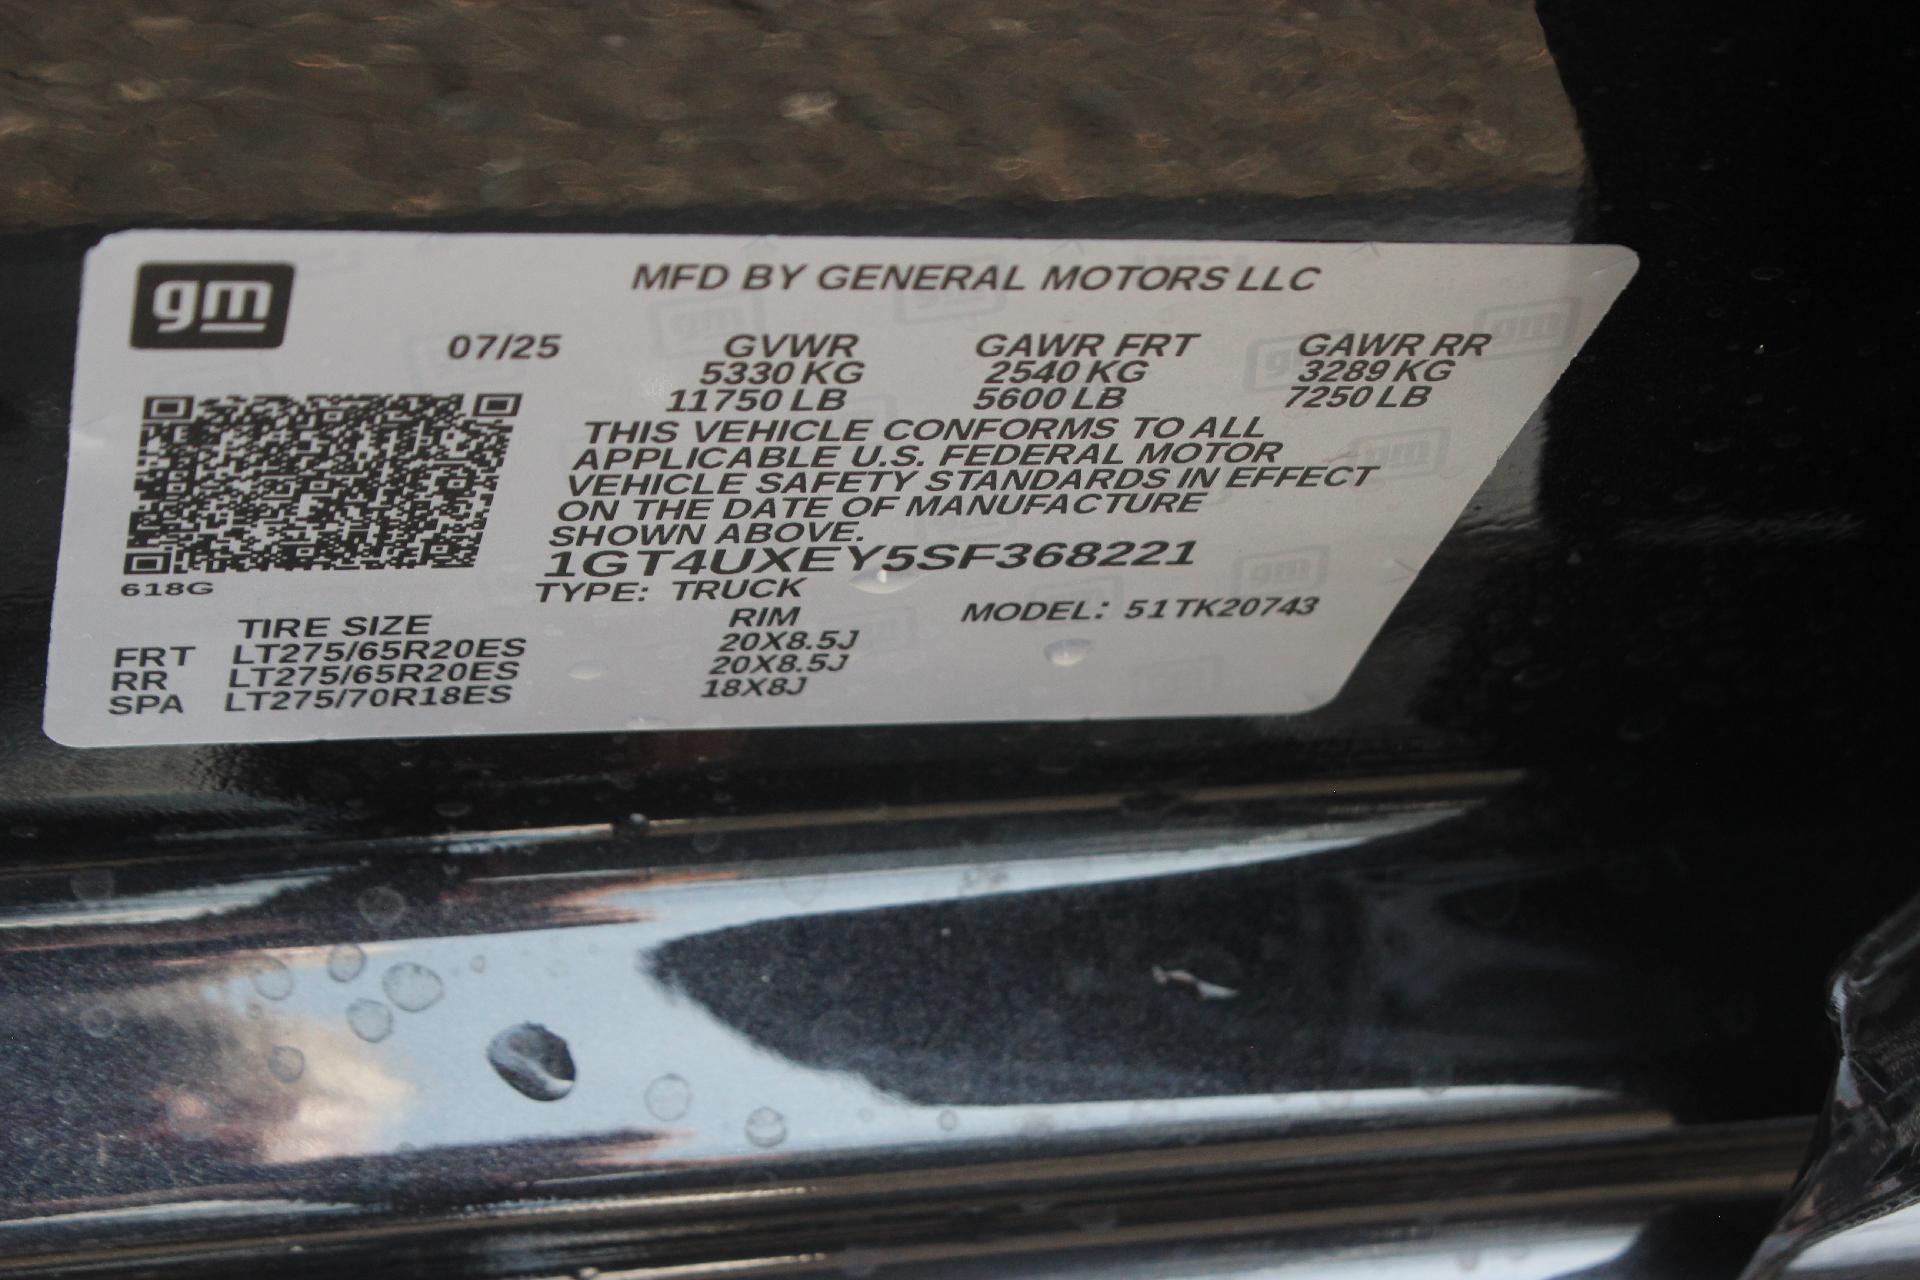 gm
MFD BY GENERAL MOTORS LLC
07/25 GVWR GAWR FRT GAWR RR
5330 KG 2540 KG 3289 KG
11750 LB 5600 LB 7250 LB
THIS VEHICLE CONFORMS TO ALL
APPLICABLE U.S. FEDERAL MOTOR
VEHICLE SAFETY STANDARDS IN EFFECT
ON THE DATE OF MANUFACTURE
SHOWN ABOVE.
1GT4UXEY5SF368221
618G
TYPE: TRUCK
MODEL: 51TK20743
TIRE SIZE RIM
FRT LT275/65R20ES 20X8.5J
RR LT275/65R20ES 20X8.5J
SPA LT275/70R18ES 18X8J